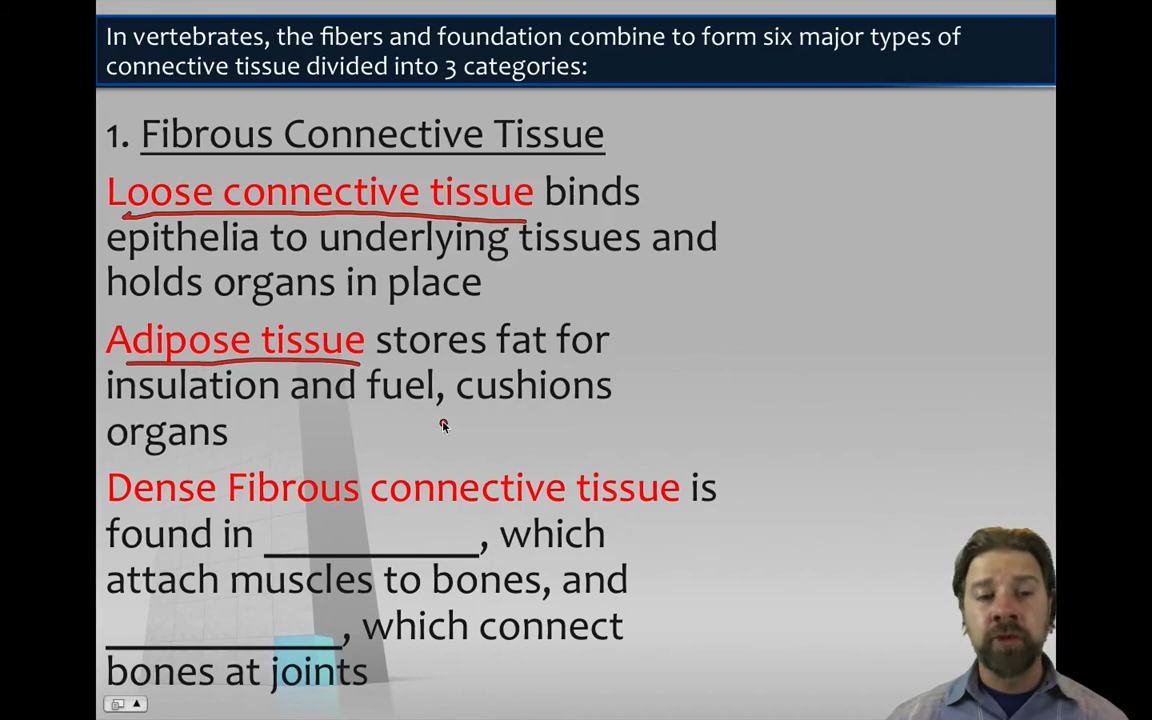 In vertebrates, the fibers and foundation combine to form six major types of
connective tissue divided into 3 categories:
1. Fibrous Connective Tissue
Loose connective tissue binds
epithelia to underlying tissues and
holds organs in place
Adipose tissue stores fat for
insulation and fuel, cushions
organs
Dense Fibrous connective tissue is
found in ___________, which
attach muscles to bones, and
____________, which connect
bones at joints